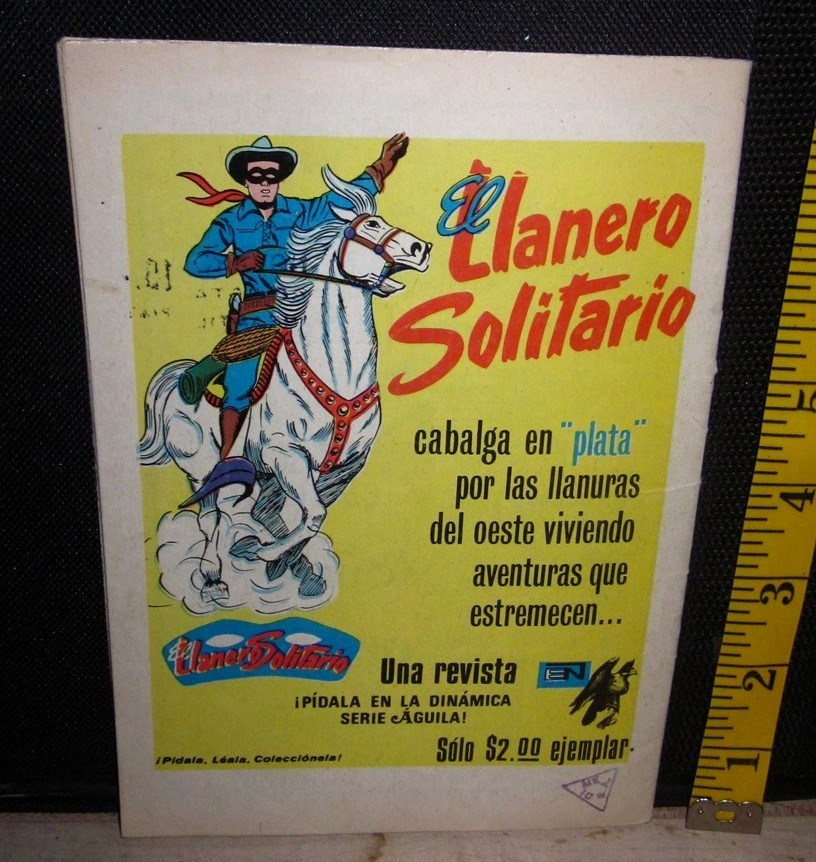 El Llanero
Solitario
cabalga en "plata"
por las llanuras
del oeste viviendo
aventuras que
estremecen...
El Llanero Solitario
Una revista EN
¡PÍDALA EN LA DINÁMICA
SERIE ÁGUILA!
¡Pídala, Léala, Colecciónela!
Sólo $2.00 ejemplar.
1
2
3
4
5